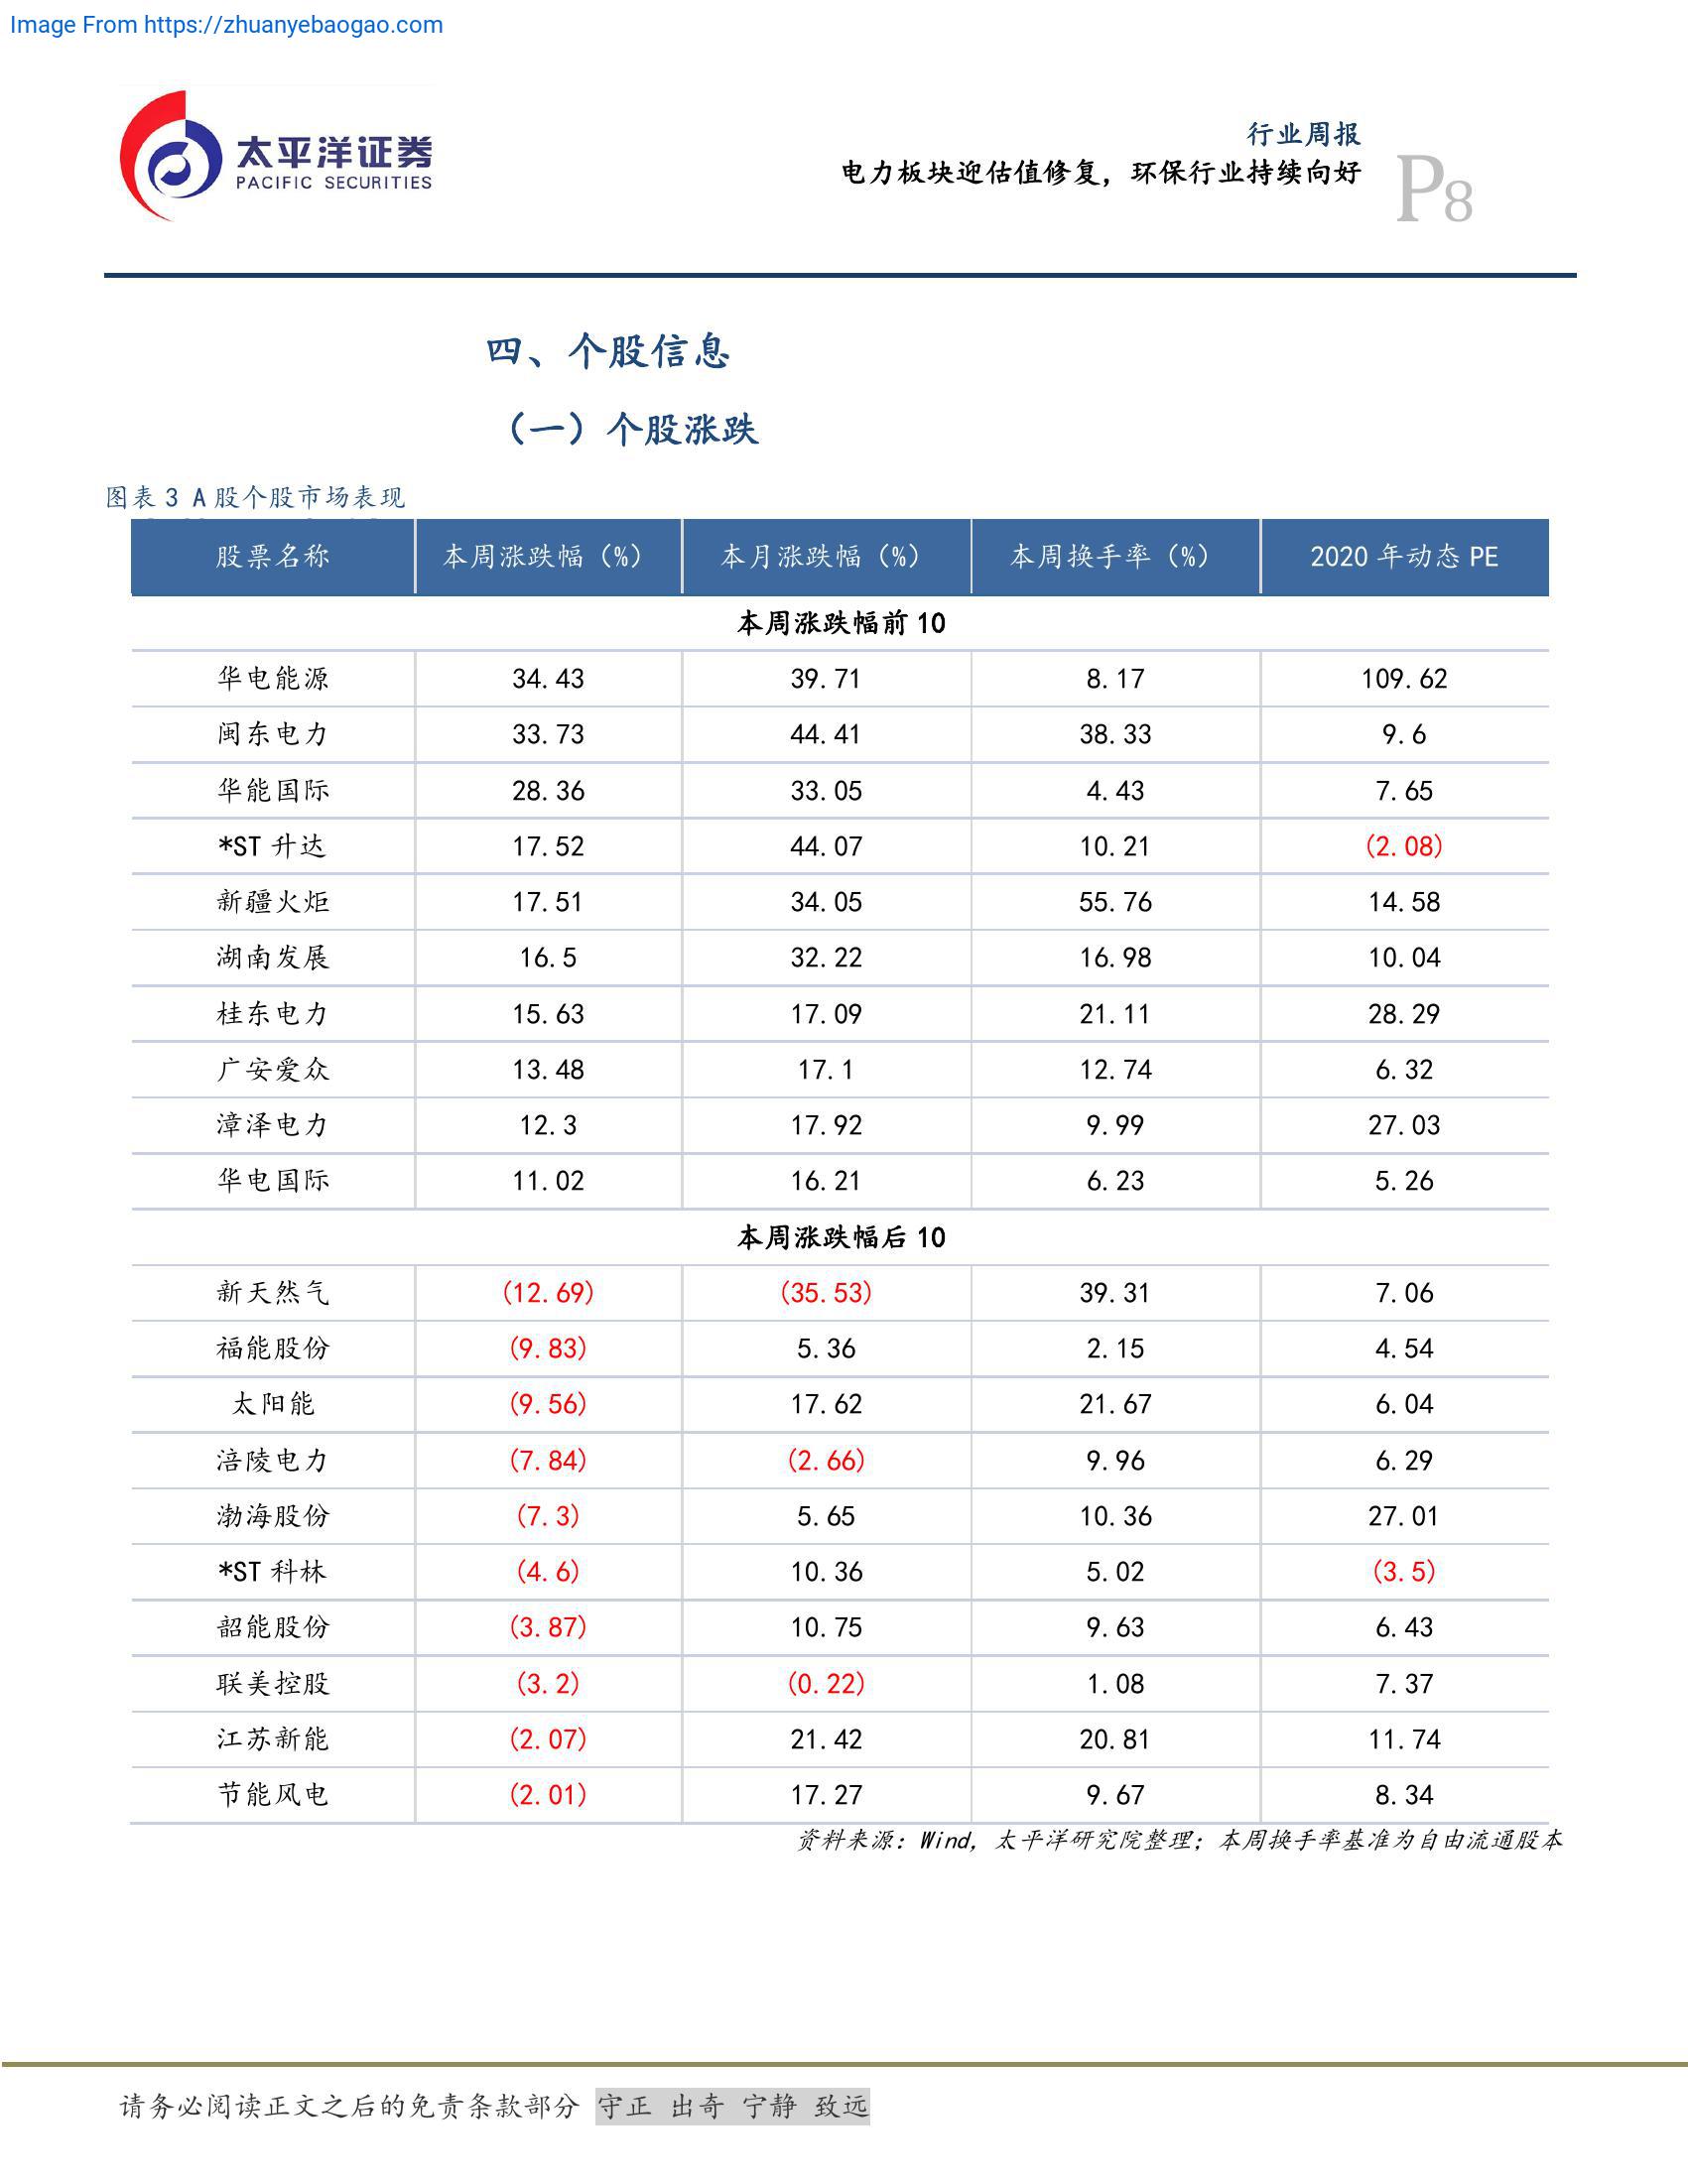 Image From https://zhuanyebaogao.com
太平洋证券
PACIFIC SECURITIES
行业周报
电力板块迎估值修复，环保行业持续向好
P8
四、个股信息
（一）个股涨跌
图表 3 A 股个股市场表现
股票名称 本周涨跌幅（%） 本月涨跌幅（%） 本周换手率（%） 2020 年动态 PE
本周涨跌幅前 10
华电能源 34.43 39.71 8.17 109.62
闽东电力 33.73 44.41 38.33 9.6
华能国际 28.36 33.05 4.43 7.65
*ST 升达 17.52 44.07 10.21 (2.08)
新疆火炬 17.51 34.05 55.76 14.58
湖南发展 16.5 32.22 16.98 10.04
桂东电力 15.63 17.09 21.11 28.29
广安爱众 13.48 17.1 12.74 6.32
漳泽电力 12.3 17.92 9.99 27.03
华电国际 11.02 16.21 6.23 5.26
本周涨跌幅后 10
新天然气 (12.69) (35.53) 39.31 7.06
福能股份 (9.83) 5.36 2.15 4.54
太阳能 (9.56) 17.62 21.67 6.04
涪陵电力 (7.84) (2.66) 9.96 6.29
渤海股份 (7.3) 5.65 10.36 27.01
*ST 科林 (4.6) 10.36 5.02 (3.5)
韶能股份 (3.87) 10.75 9.63 6.43
联美控股 (3.2) (0.22) 1.08 7.37
江苏新能 (2.07) 21.42 20.81 11.74
节能风电 (2.01) 17.27 9.67 8.34
资料来源：Wind，太平洋研究院整理；本周换手率基准为自由流通股本
请务必阅读正文之后的免责条款部分 守正 出奇 宁静 致远